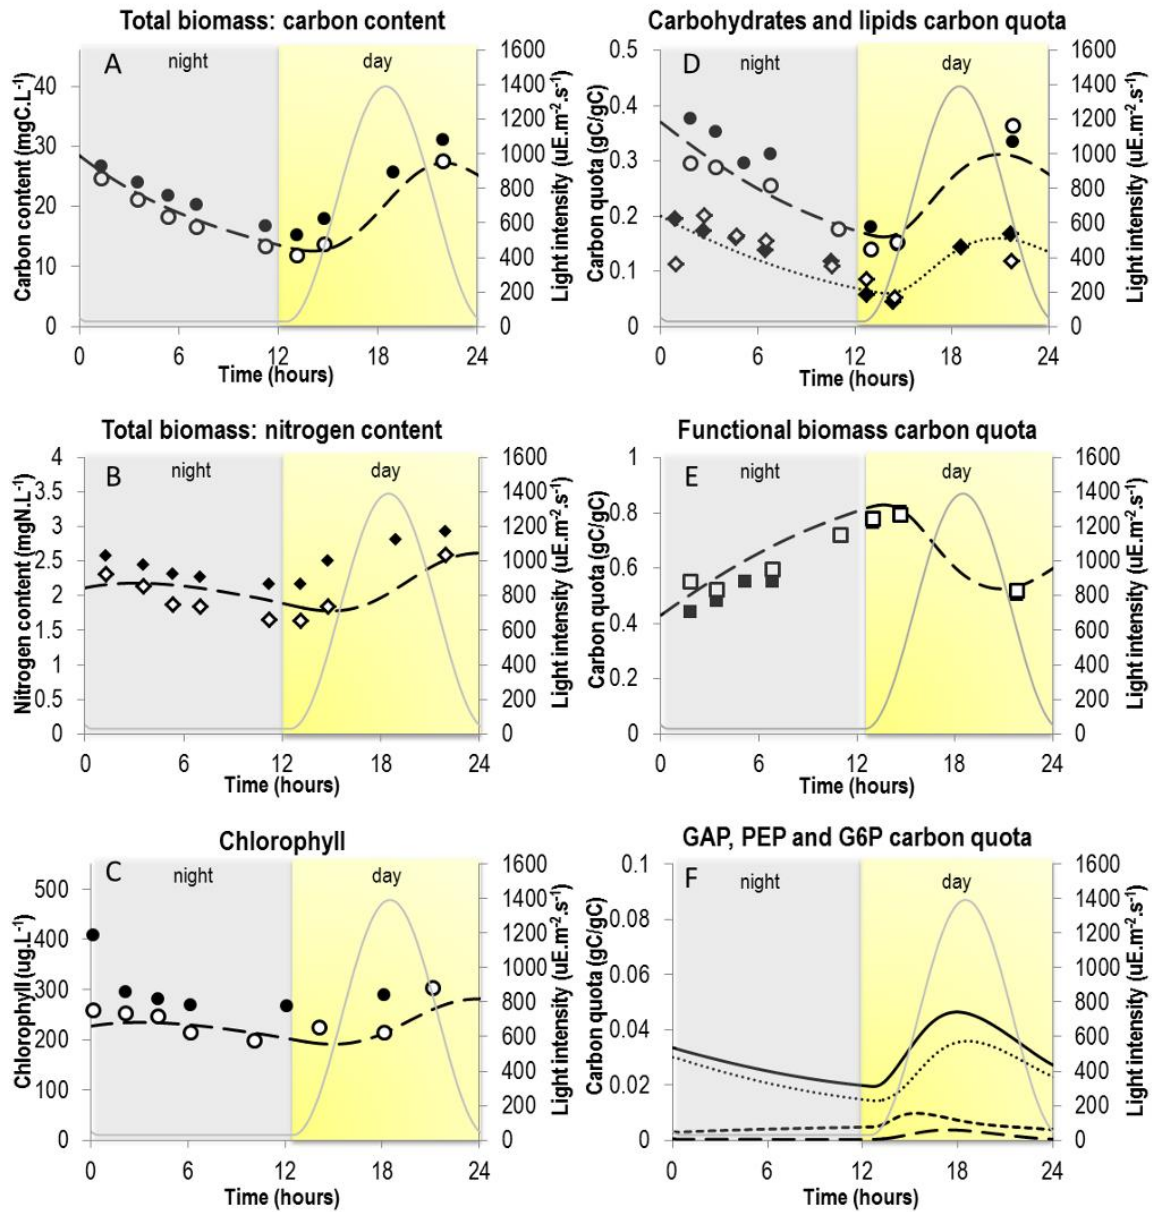 Total biomass: carbon content
A
night
day
Carbon content (mgC.L⁻¹)
40
30
20
10
0
1600
1400
1200
1000
800
600
400
200
0
Light intensity (uE.m⁻².s⁻¹)
0 6 12 18 24
Time (hours)
Carbohydrates and lipids carbon quota
D
night
day
Carbon quota (gC/gC)
0.5
0.4
0.3
0.2
0.1
0
1600
1400
1200
1000
800
600
400
200
0
Light intensity (uE.m⁻².s⁻¹)
0 6 12 18 24
Time (hours)
Total biomass: nitrogen content
B
night
day
Nitrogen content (mgN.L⁻¹)
4
3.5
3
2.5
2
1.5
1
0.5
0
1600
1400
1200
1000
800
600
400
200
0
Light intensity (uE.m⁻².s⁻¹)
0 6 12 18 24
Time (hours)
Functional biomass carbon quota
E
night
day
Carbon quota (gC/gC)
1
0.8
0.6
0.4
0.2
0
1600
1400
1200
1000
800
600
400
200
0
Light intensity (uE.m⁻².s⁻¹)
0 6 12 18 24
Time (hours)
Chlorophyll
C
night
day
Chlorophyll (ug.L⁻¹)
500
400
300
200
100
0
1600
1400
1200
1000
800
600
400
200
0
Light intensity (uE.m⁻².s⁻¹)
0 6 12 18 24
Time (hours)
GAP, PEP and G6P carbon quota
F
night
day
Carbon quota (gC/gC)
0.1
0.08
0.06
0.04
0.02
0
1600
1400
1200
1000
800
600
400
200
0
Light intensity (uE.m⁻².s⁻¹)
0 6 12 18 24
Time (hours)